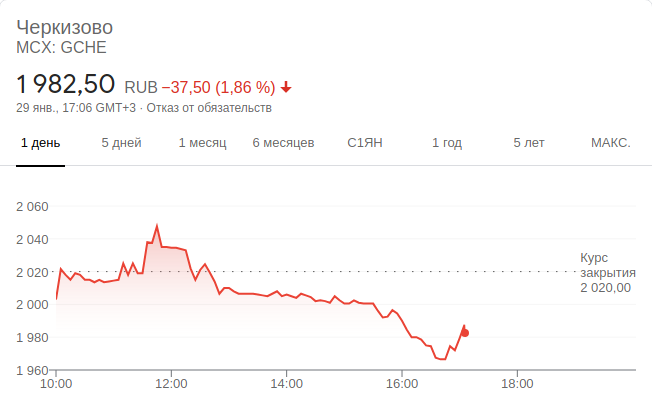 Черкизово
MCX: GCHE
1 982,50 RUB −37,50 (1,86 %)
29 янв., 17:06 GMT+3 · Отказ от обязательств
1 день 5 дней 1 месяц 6 месяцев С1ЯН 1 год 5 лет МАКС.
2 060
2 040
Курс
2 020 закрытия
2 020,00
2 000
1 980
1 960
10:00 12:00 14:00 16:00 18:00